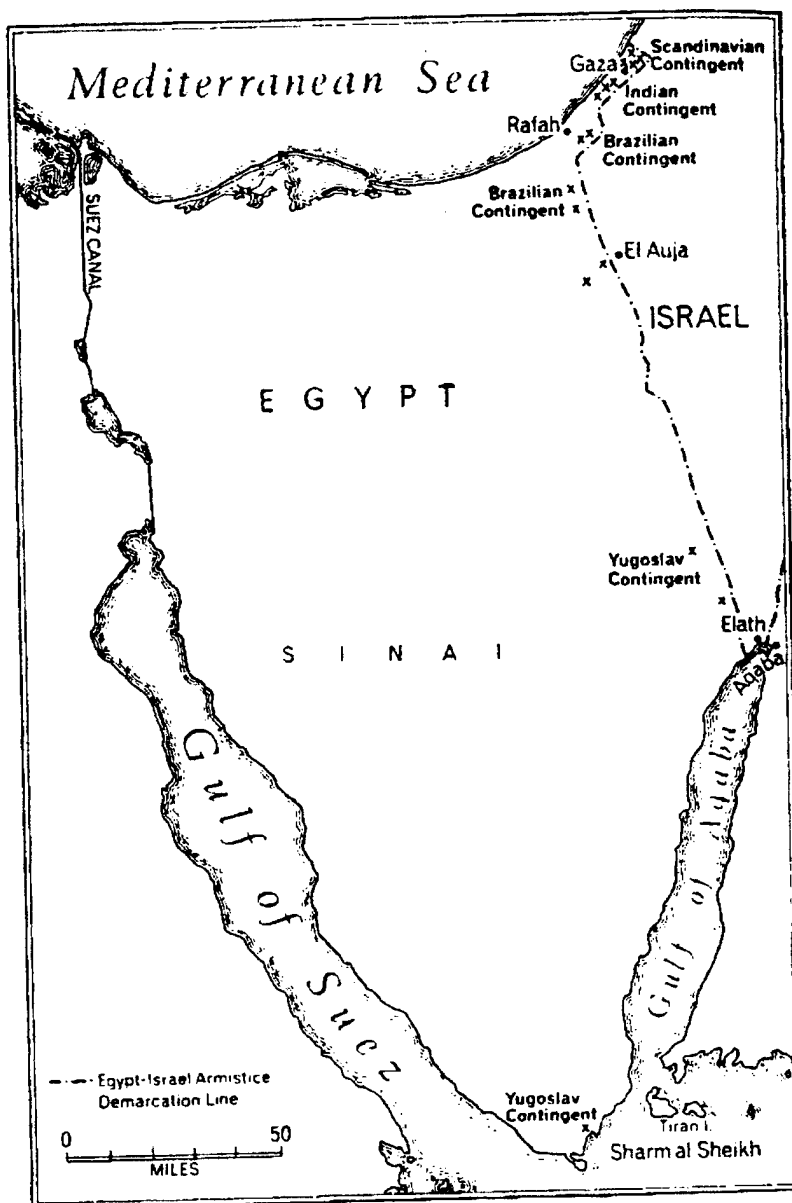 Mediterranean Sea
Scandinavian
Contingent
Gaza
Indian
Contingent
Rafah
Brazilian
Contingent
Brazilian
Contingent
SUEZ CANAL
El Auja
ISRAEL
EGYPT
Yugoslav
Contingent
Elath
Aqaba
SINAI
Gulf of Suez
Gulf of Aqaba
Egypt-Israel Armistice
Demarcation Line
0 50
MILES
Yugoslav
Contingent
Tiran I.
Sharm al Sheikh